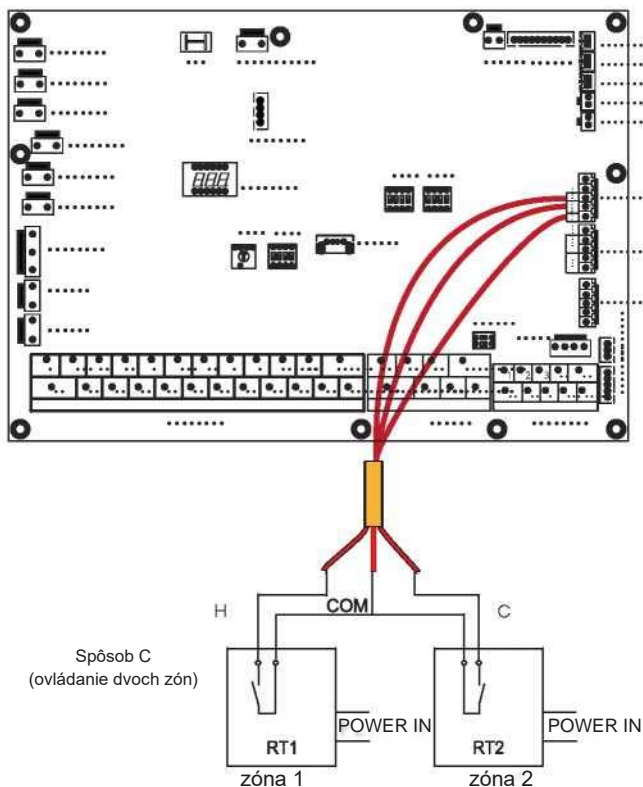 H
COM
C
Spôsob C
(ovládanie dvoch zón)
POWER IN
POWER IN
RT1
RT2
zóna 1
zóna 2